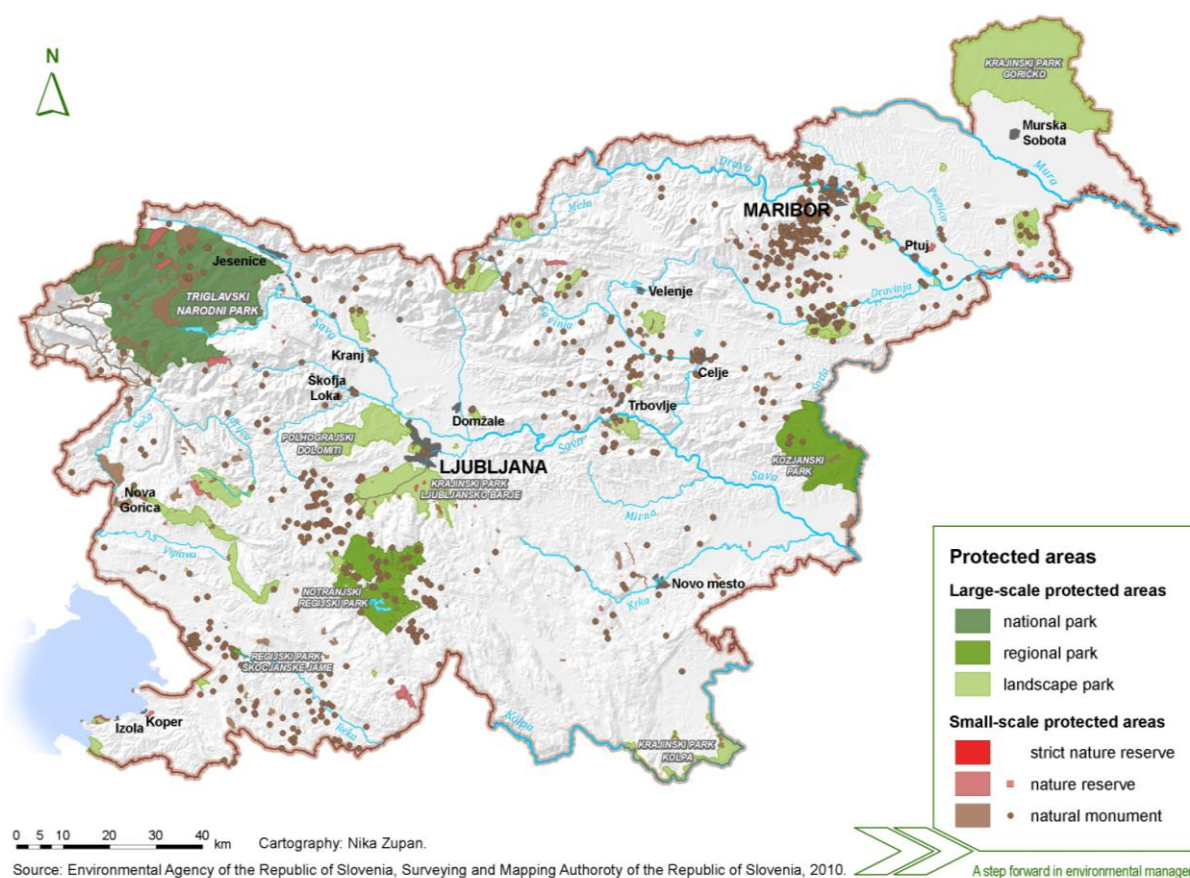 N
KRAJINSKI PARK
GORIČKO
Murska
Sobota
Mura
Drava
Meža
MARIBOR
Pesnica
Ptuj
Jesenice
TRIGLAVSKI
NARODNI PARK
Velenje
Savinja
Dravinja
Sava
Kranj
Celje
Sotla
Škofja
Loka
Trbovlje
Domžale
Soča
Idrijca
POLHOGRAJSKI
DOLOMITI
Sava
LJUBLJANA
KOZJANSKI
PARK
KRAJINSKI PARK
LJUBLJANSKO BARJE
Sava
Nova
Gorica
Mirna
Vipava
NOTRANJSKI
REGIJSKI PARK
Novo mesto
Krka
REGIJSKI PARK
ŠKOCJANSKE JAME
Izola
Koper
Reka
Kolpa
KRAJINSKI PARK
KOLPA
Protected areas
Large-scale protected areas
national park
regional park
landscape park
Small-scale protected areas
strict nature reserve
nature reserve
natural monument
0 5 10 20 30 40
km
Cartography: Nika Zupan.
Source: Environmental Agency of the Republic of Slovenia, Surveying and Mapping Authoroty of the Republic of Slovenia, 2010.
A step forward in environmental manager